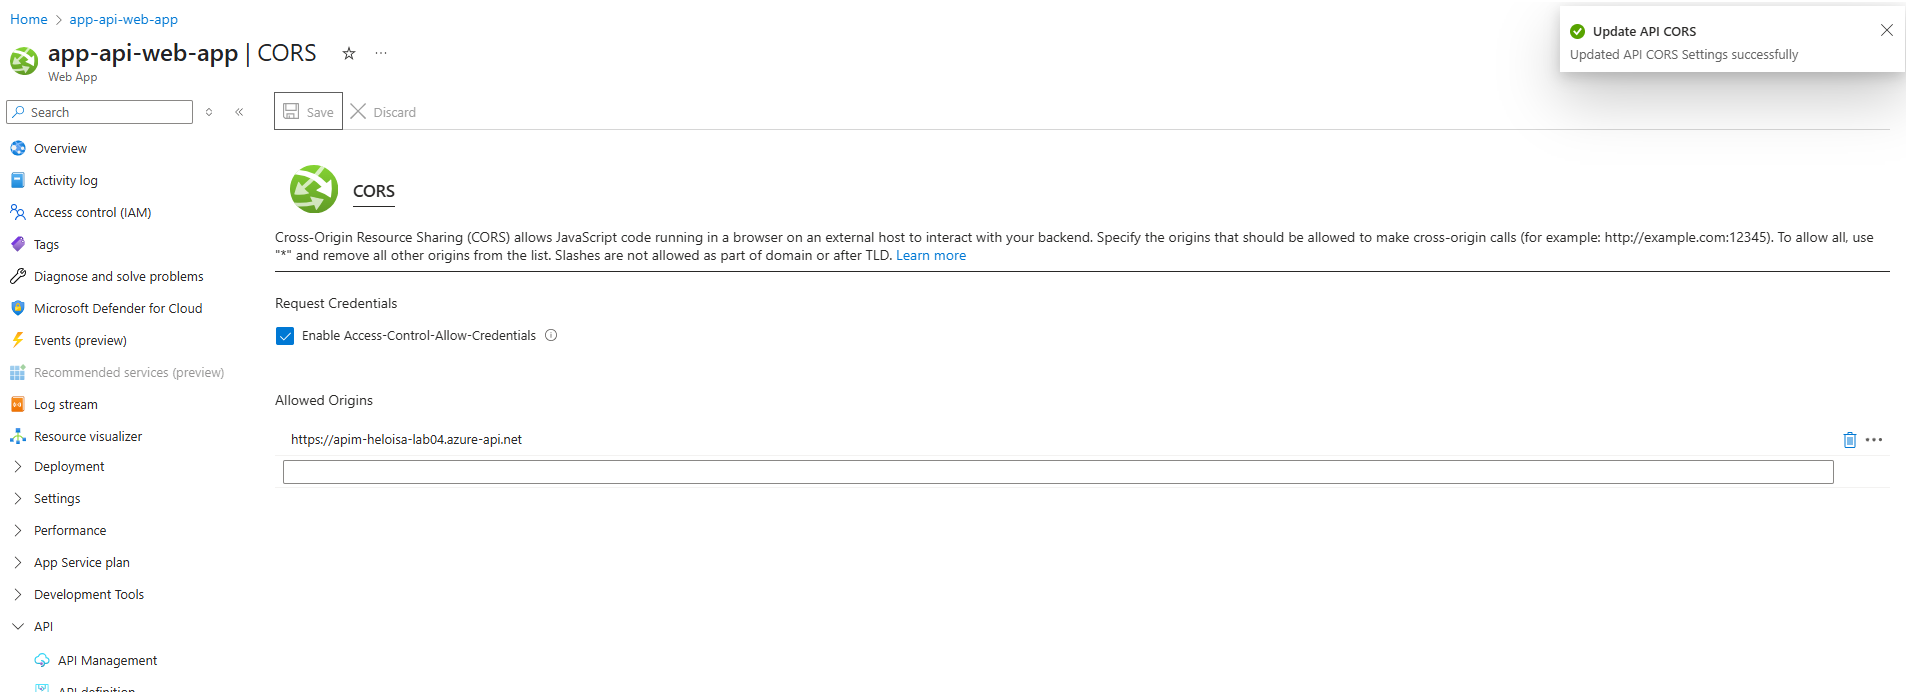 Home > app-api-web-app
app-api-web-app | CORS
Web App
Update API CORS
Updated API CORS Settings successfully
Search
Save
Discard
Overview
Activity log
Access control (IAM)
Tags
Diagnose and solve problems
Microsoft Defender for Cloud
Events (preview)
Recommended services (preview)
Log stream
Resource visualizer
Deployment
Settings
Performance
App Service plan
Development Tools
API
API Management
API definition
CORS
Cross-Origin Resource Sharing (CORS) allows JavaScript code running in a browser on an external host to interact with your backend. Specify the origins that should be allowed to make cross-origin calls (for example: http://example.com:12345). To allow all, use
"*" and remove all other origins from the list. Slashes are not allowed as part of domain or after TLD. Learn more
Request Credentials
Enable Access-Control-Allow-Credentials
Allowed Origins
https://apim-heloisa-lab04.azure-api.net